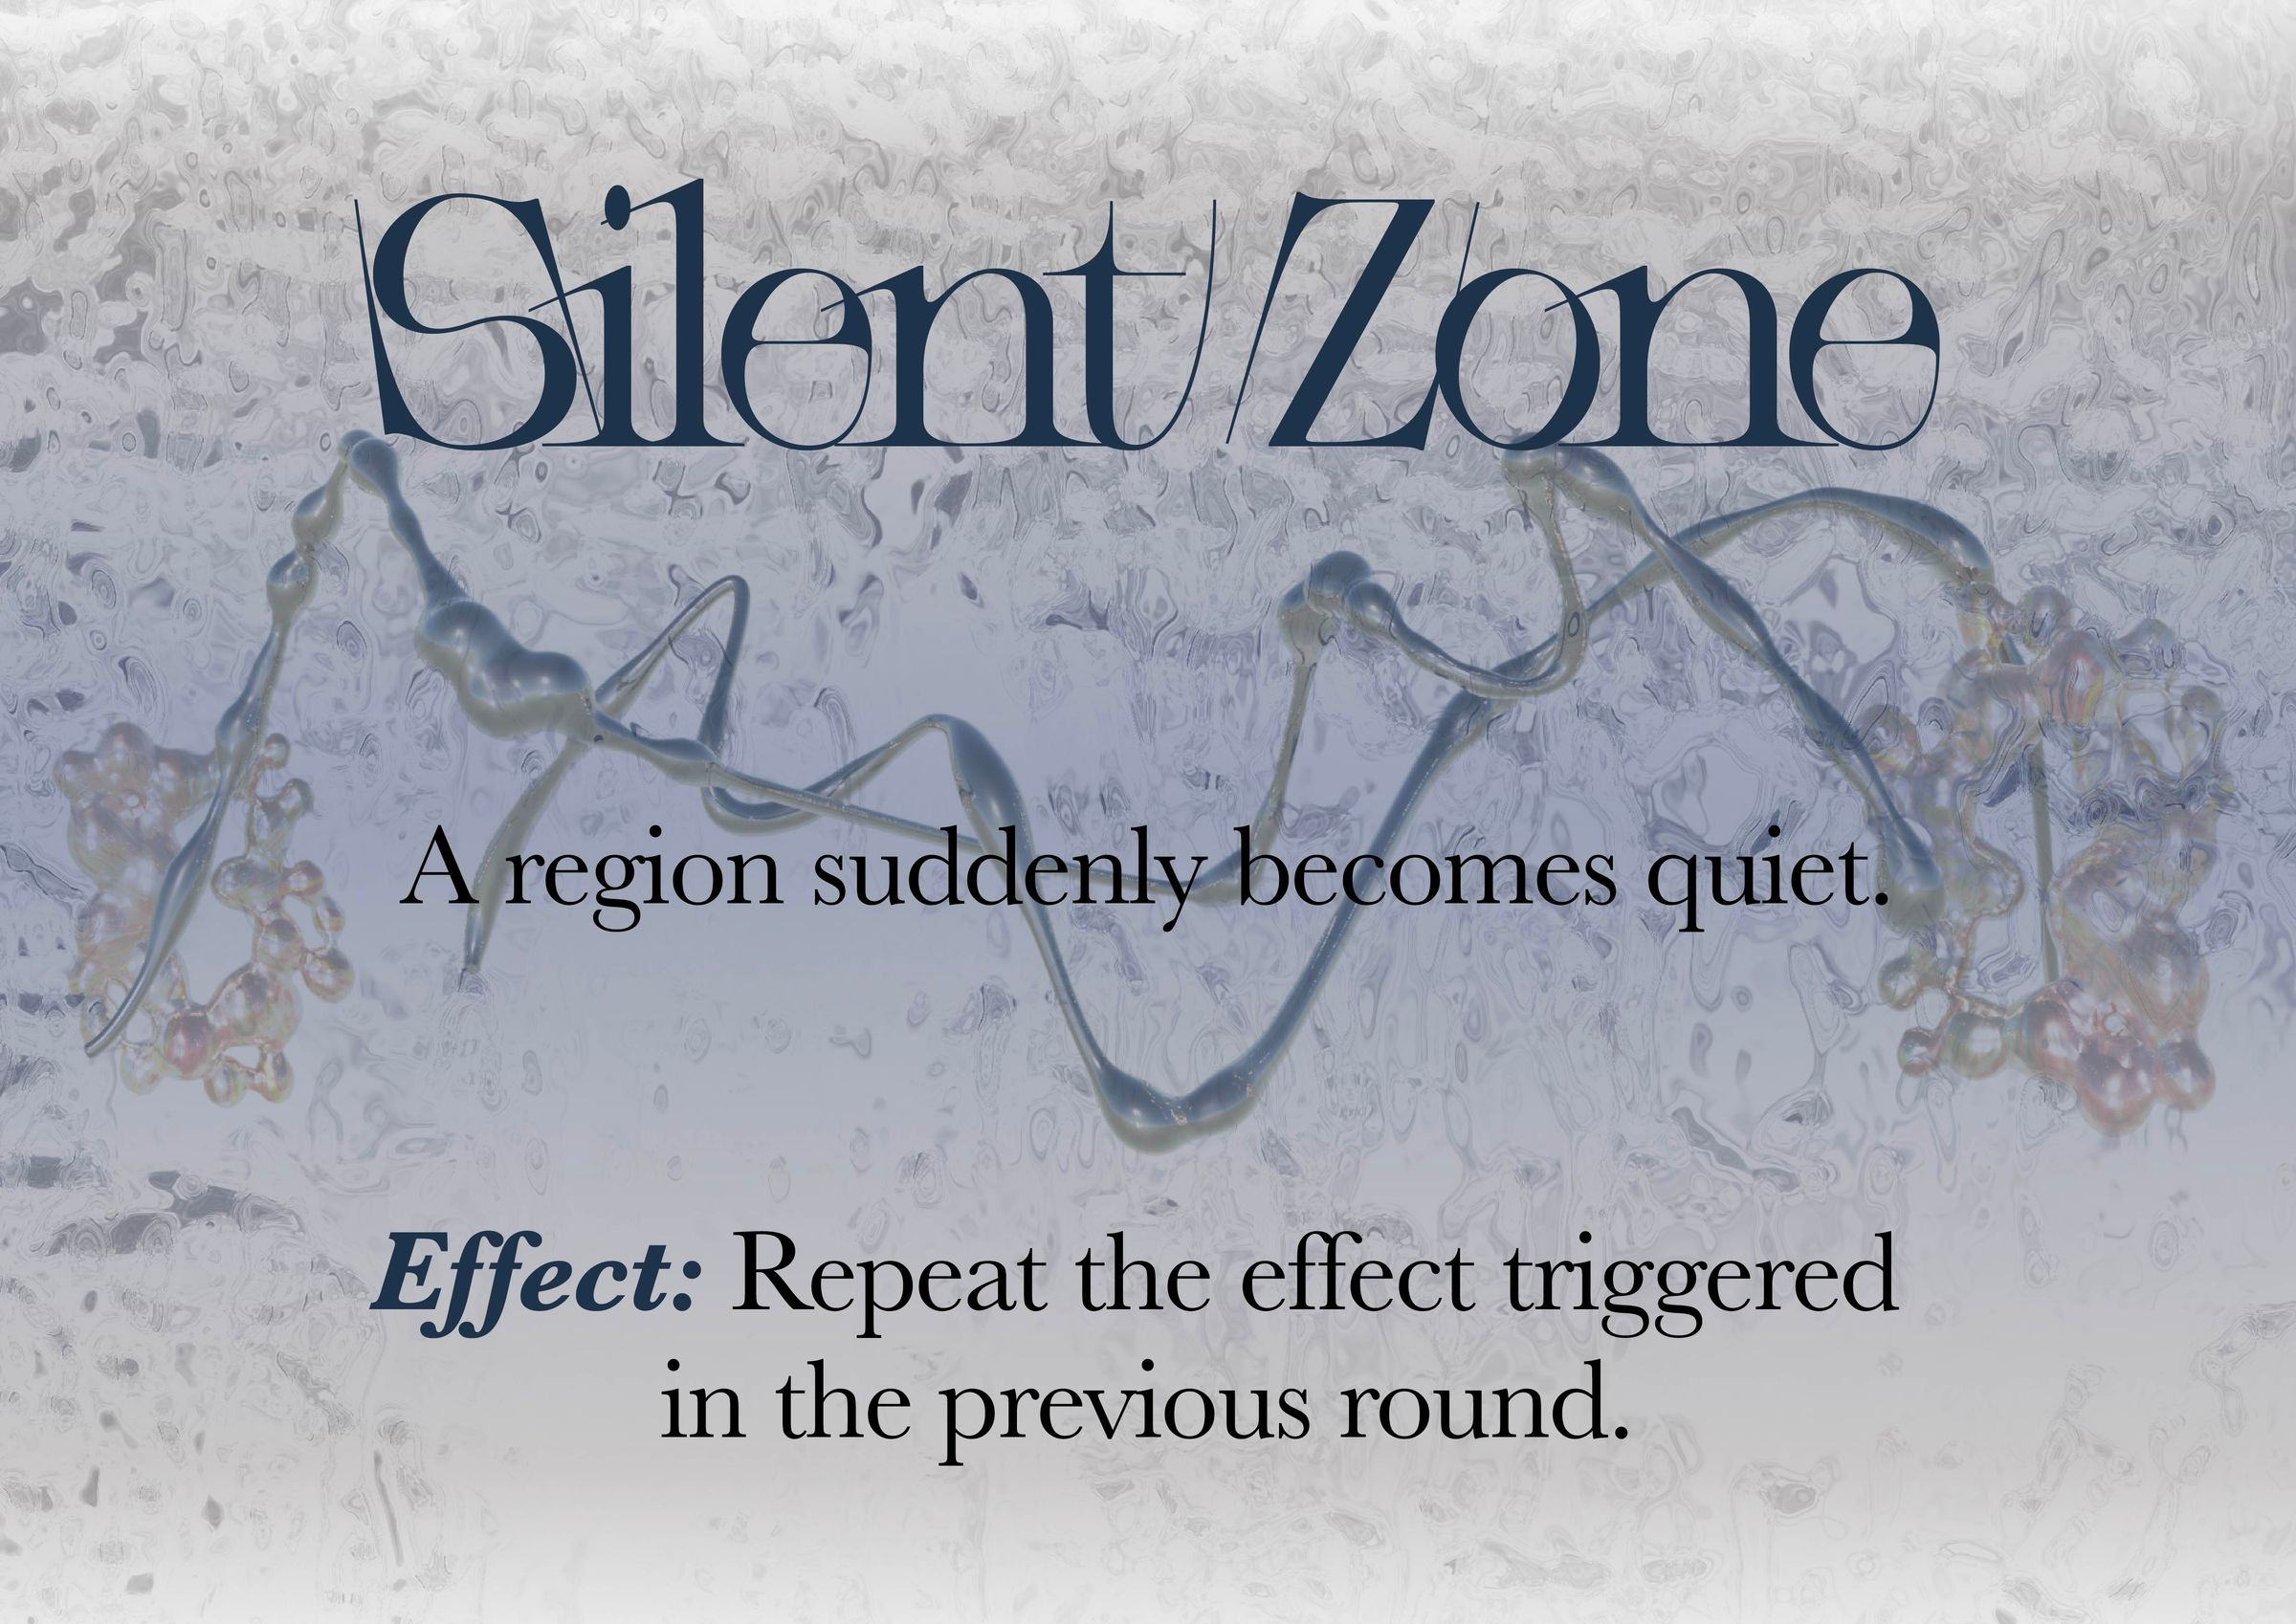 Silent Zone
A region suddenly becomes quiet.
Effect: Repeat the effect triggered
in the previous round.